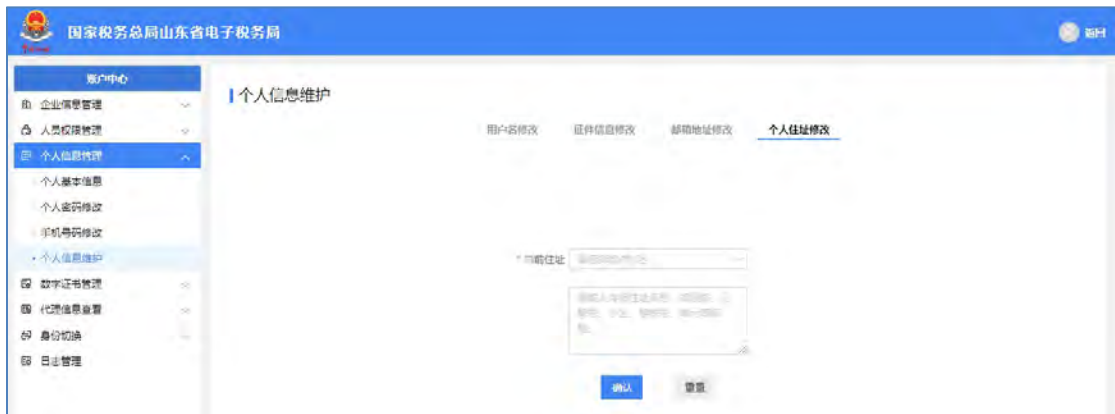 国家税务总局山东省电子税务局
返回
账户中心
企业信息管理
人员权限管理
个人信息管理
个人基本信息
个人密码修改
手机号码修改
个人信息维护
数字证书管理
代理信息查看
身份切换
日志管理
个人信息维护
用户名修改 证件信息修改 邮箱地址修改 个人住址修改
* 当前住址
确认 重置